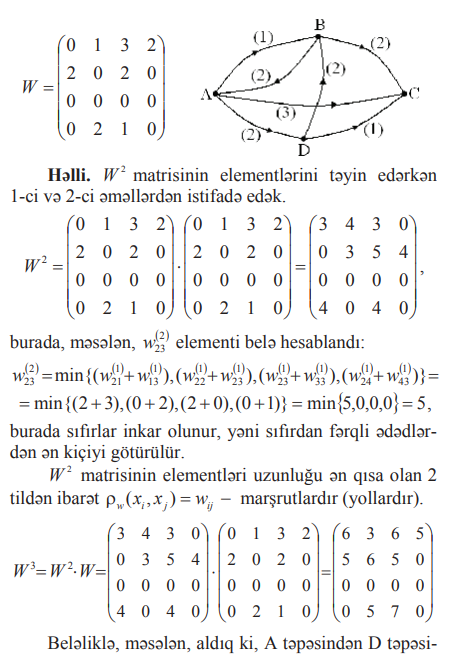 W = (0 1 3 2
2 0 2 0
0 0 0 0
0 2 1 0)
B
(1) (2)
(2) (2)
A C
(3)
(2) (1)
D
Həlli. W² matrisinin elementlərini təyin edərkən
1-ci və 2-ci əməllərdən istifadə edək.
W² = (0 1 3 2; 2 0 2 0; 0 0 0 0; 0 2 1 0) · (0 1 3 2; 2 0 2 0; 0 0 0 0; 0 2 1 0) = (3 4 3 0; 0 3 5 4; 0 0 0 0; 4 0 4 0),
burada, məsələn, w₂₃⁽²⁾ elementi belə hesablandı:
w₂₃⁽²⁾ = min{(w₂₁⁽¹⁾ + w₁₃⁽¹⁾), (w₂₂⁽¹⁾ + w₂₃⁽¹⁾), (w₂₃⁽¹⁾ + w₃₃⁽¹⁾), (w₂₄⁽¹⁾ + w₄₃⁽¹⁾)} =
= min{(2+3),(0+2),(2+0),(0+1)} = min{5,0,0,0} = 5,
burada sıfırlar inkar olunur, yəni sıfırdan fərqli ədədlər-
dən ən kiçiyi götürülür.
W² matrisinin elementləri uzunluğu ən qısa olan 2
tildən ibarət ρ_w(x_i, x_j) = w_ij − marşrutlardır (yollardır).
W³ = W² · W = (3 4 3 0; 0 3 5 4; 0 0 0 0; 4 0 4 0) · (0 1 3 2; 2 0 2 0; 0 0 0 0; 0 2 1 0) = (6 3 6 5; 5 6 5 0; 0 0 0 0; 0 5 7 0)
Beləliklə, məsələn, aldıq ki, A təpəsindən D təpəsi-